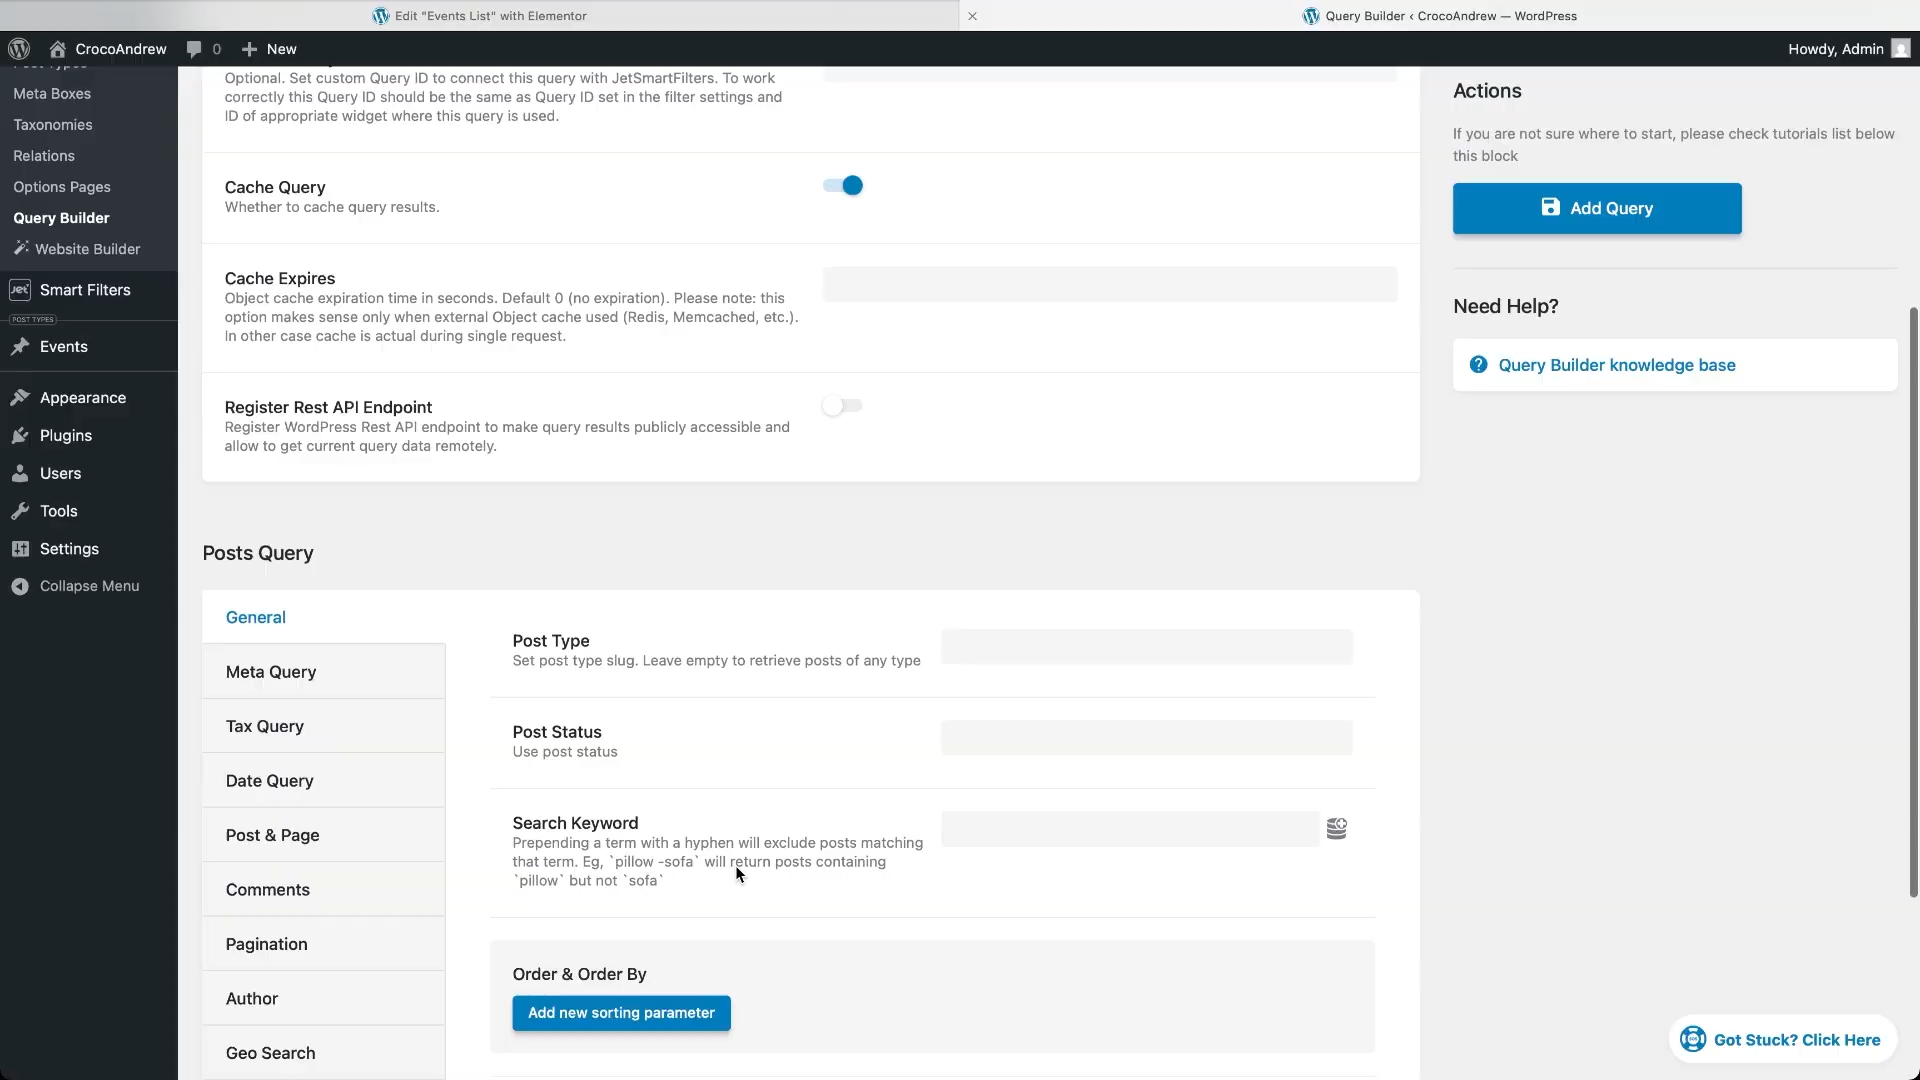 Edit "Events List" with Elementor
Query Builder ‹ CrocoAndrew — WordPress
CrocoAndrew
0
New
Howdy, Admin
Post Types
Meta Boxes
Taxonomies
Relations
Options Pages
Query Builder
Website Builder
Jet
Smart Filters
POST TYPES
Events
Appearance
Plugins
Users
Tools
Settings
Collapse Menu
Optional. Set custom Query ID to connect this query with JetSmartFilters. To work
correctly this Query ID should be the same as Query ID set in the filter settings and
ID of appropriate widget where this query is used.
Cache Query
Whether to cache query results.
Cache Expires
Object cache expiration time in seconds. Default 0 (no expiration). Please note: this
option makes sense only when external Object cache used (Redis, Memcached, etc.).
In other case cache is actual during single request.
Register Rest API Endpoint
Register WordPress Rest API endpoint to make query results publicly accessible and
allow to get current query data remotely.
Posts Query
General
Meta Query
Tax Query
Date Query
Post & Page
Comments
Pagination
Author
Geo Search
Post Type
Set post type slug. Leave empty to retrieve posts of any type
Post Status
Use post status
Search Keyword
Prepending a term with a hyphen will exclude posts matching
that term. Eg, `pillow -sofa` will return posts containing
`pillow` but not `sofa`
Order & Order By
Add new sorting parameter
Actions
If you are not sure where to start, please check tutorials list below
this block
Add Query
Need Help?
Query Builder knowledge base
Got Stuck? Click Here